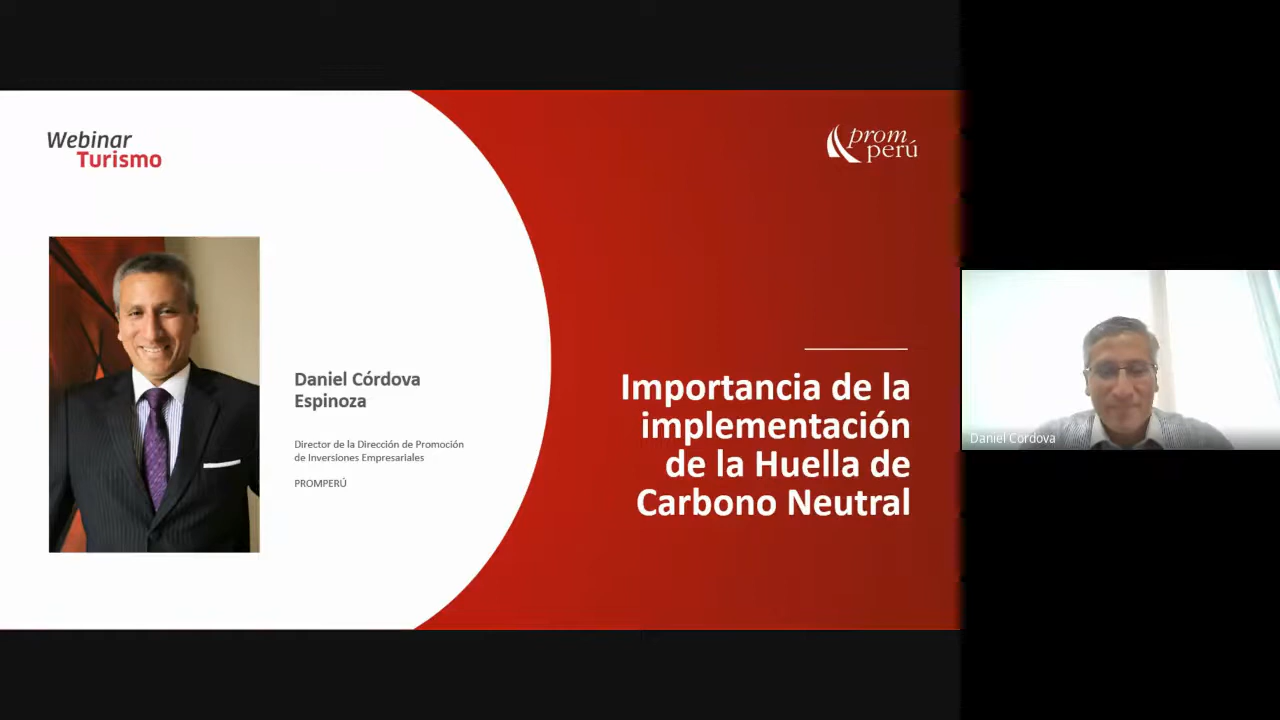 Webinar
Turismo
prom
perú
Daniel Córdova
Espinoza
Director de la Dirección de Promoción
de Inversiones Empresariales
PROMPERÚ
Importancia de la
implementación
de la Huella de
Carbono Neutral
Daniel Córdova